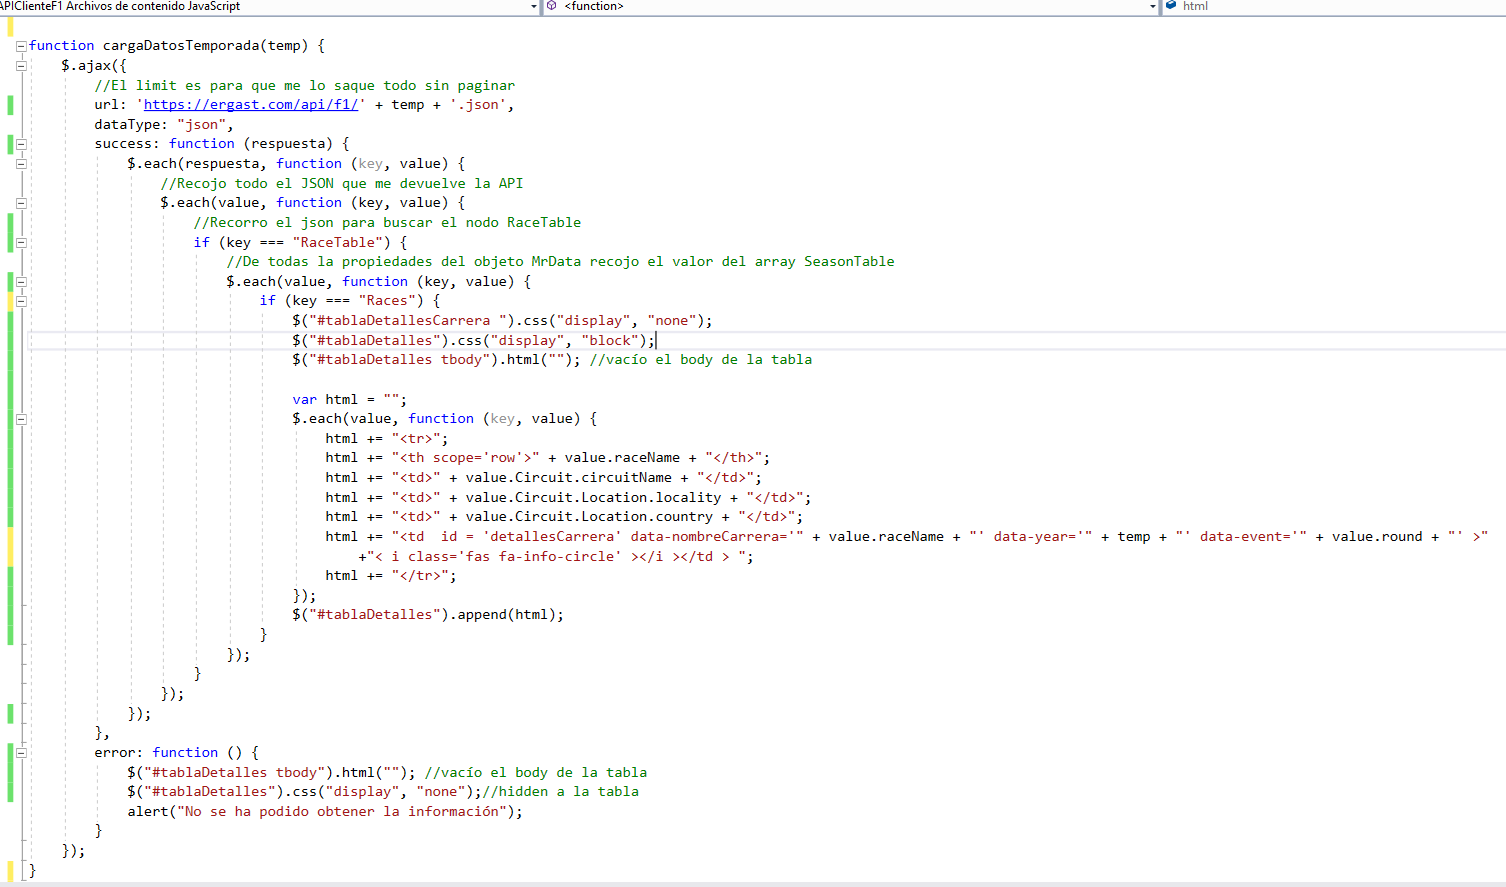 APIClienteF1 Archivos de contenido JavaScript
<function>
html
function cargaDatosTemporada(temp) {
$.ajax({
//El limit es para que me lo saque todo sin paginar
url: 'https://ergast.com/api/f1/' + temp + '.json',
dataType: "json",
success: function (respuesta) {
$.each(respuesta, function (key, value) {
//Recojo todo el JSON que me devuelve la API
$.each(value, function (key, value) {
//Recorro el json para buscar el nodo RaceTable
if (key === "RaceTable") {
//De todas la propiedades del objeto MrData recojo el valor del array SeasonTable
$.each(value, function (key, value) {
if (key === "Races") {
$("#tablaDetallesCarrera ").css("display", "none");
$("#tablaDetalles").css("display", "block");
$("#tablaDetalles tbody").html(""); //vacío el body de la tabla
var html = "";
$.each(value, function (key, value) {
html += "<tr>";
html += "<th scope='row'>" + value.raceName + "</th>";
html += "<td>" + value.Circuit.circuitName + "</td>";
html += "<td>" + value.Circuit.Location.locality + "</td>";
html += "<td>" + value.Circuit.Location.country + "</td>";
html += "<td  id = 'detallesCarrera' data-nombreCarrera='" + value.raceName + "' data-year='" + temp + "' data-event='" + value.round + "' >"
+"< i class='fas fa-info-circle' ></i ></td > ";
html += "</tr>";
});
$("#tablaDetalles").append(html);
}
});
}
});
});
},
error: function () {
$("#tablaDetalles tbody").html(""); //vacío el body de la tabla
$("#tablaDetalles").css("display", "none");//hidden a la tabla
alert("No se ha podido obtener la información");
}
});
}